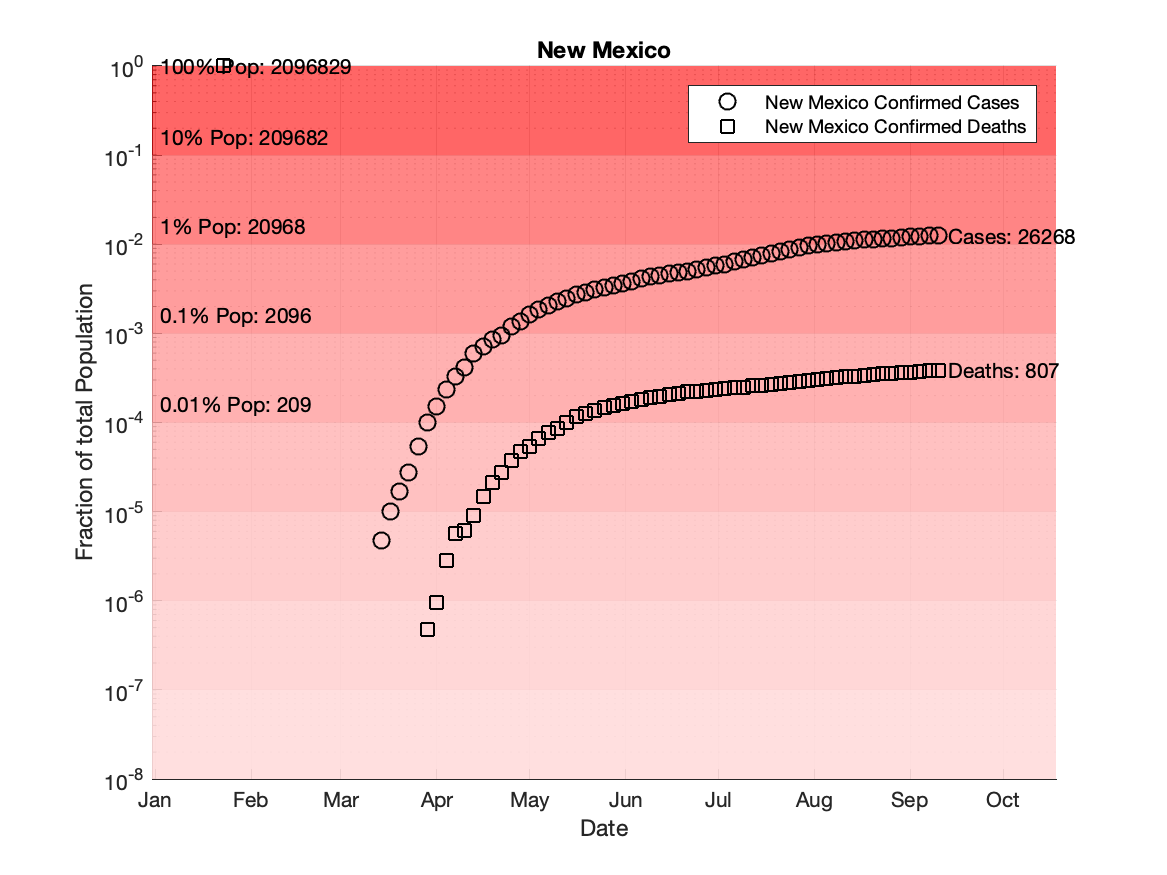 New Mexico
10^0
100% Pop: 2096829
New Mexico Confirmed Cases
New Mexico Confirmed Deaths
10% Pop: 209682
10^-1
1% Pop: 20968
10^-2
Cases: 26268
0.1% Pop: 2096
10^-3
Deaths: 807
0.01% Pop: 209
10^-4
10^-5
10^-6
10^-7
10^-8
Fraction of total Population
Jan Feb Mar Apr May Jun Jul Aug Sep Oct
Date